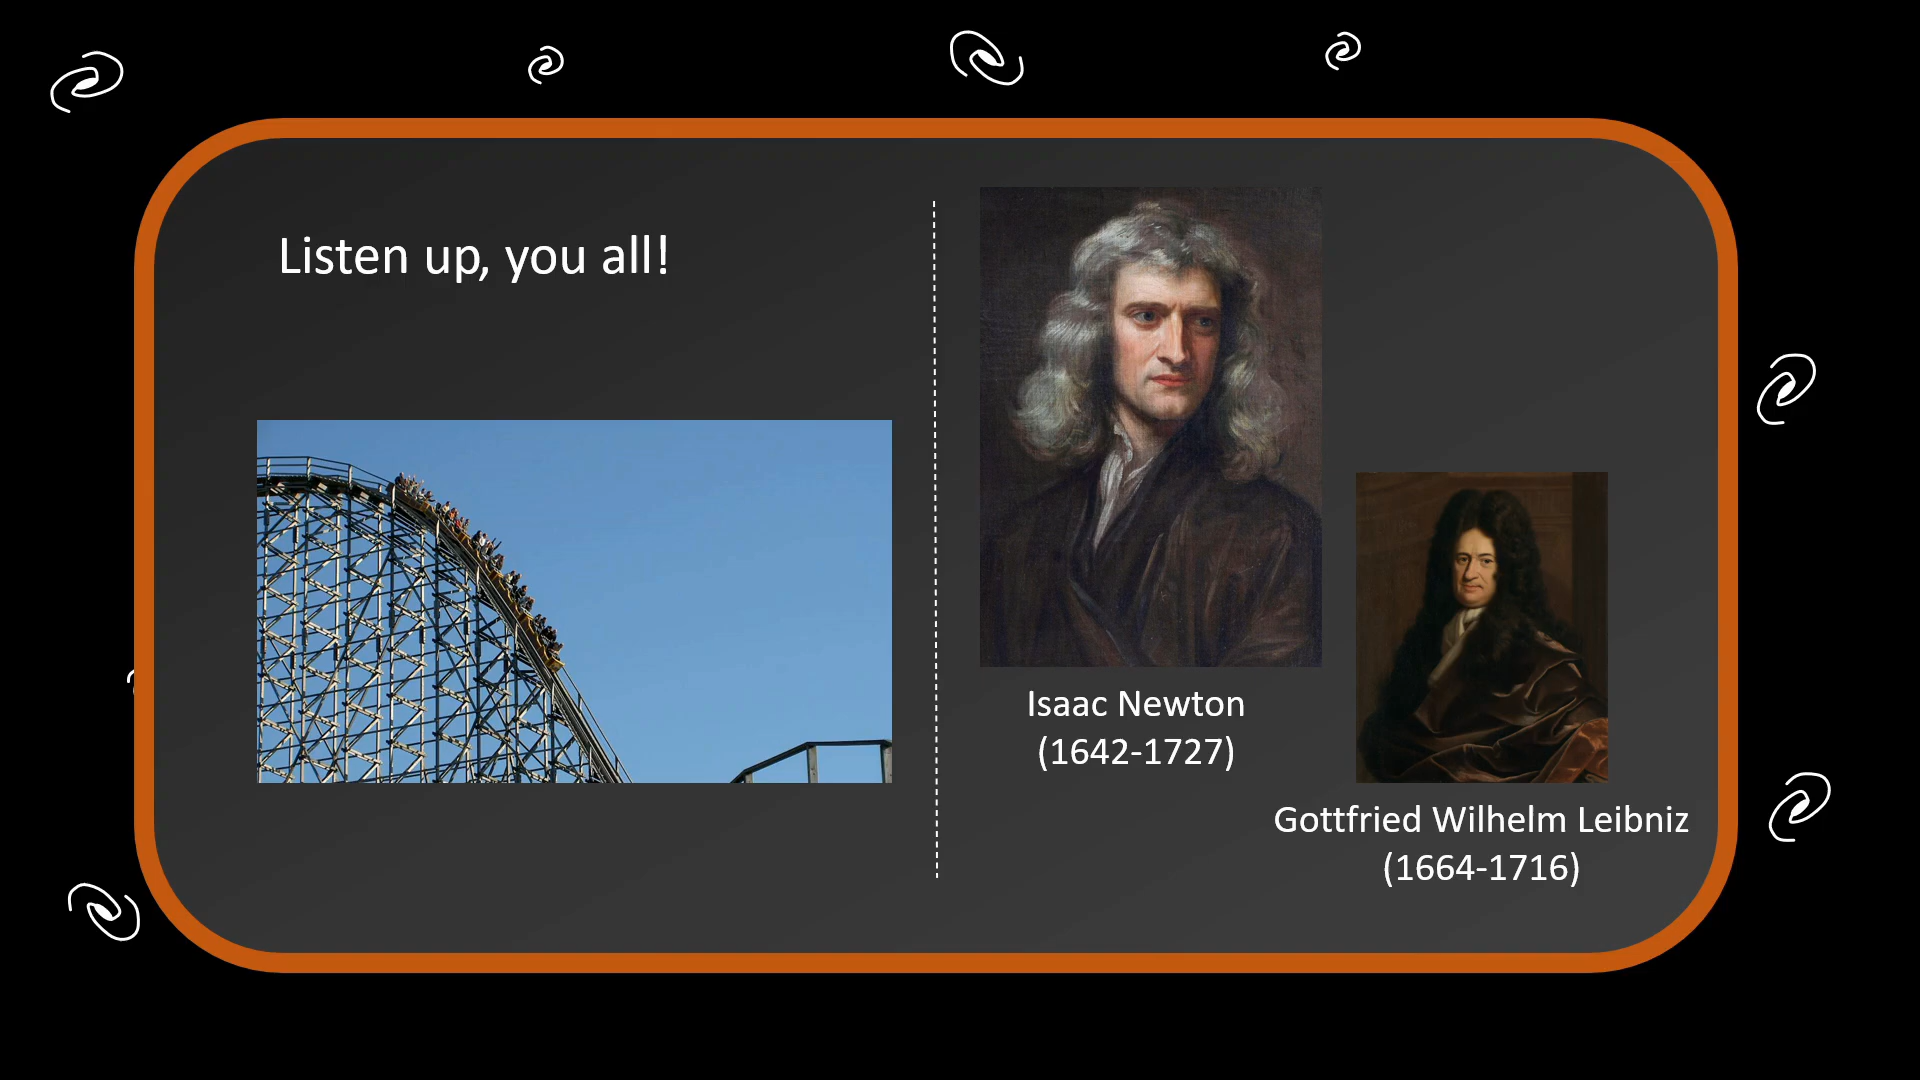 Listen up, you all!
Isaac Newton
(1642-1727)
Gottfried Wilhelm Leibniz
(1664-1716)